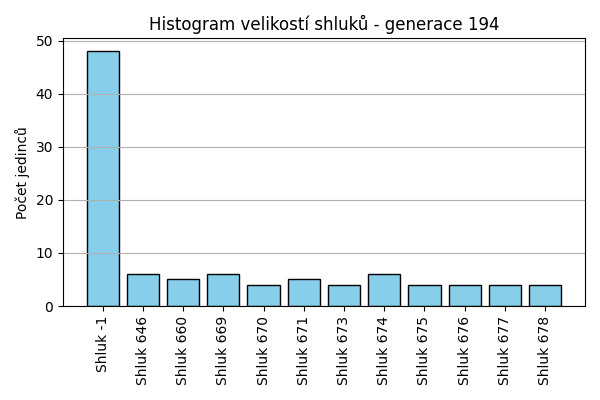 Histogram velikostí shluků - generace 194
Počet jedinců
50
40
30
20
10
0
Shluk -1
Shluk 646
Shluk 660
Shluk 669
Shluk 670
Shluk 671
Shluk 673
Shluk 674
Shluk 675
Shluk 676
Shluk 677
Shluk 678